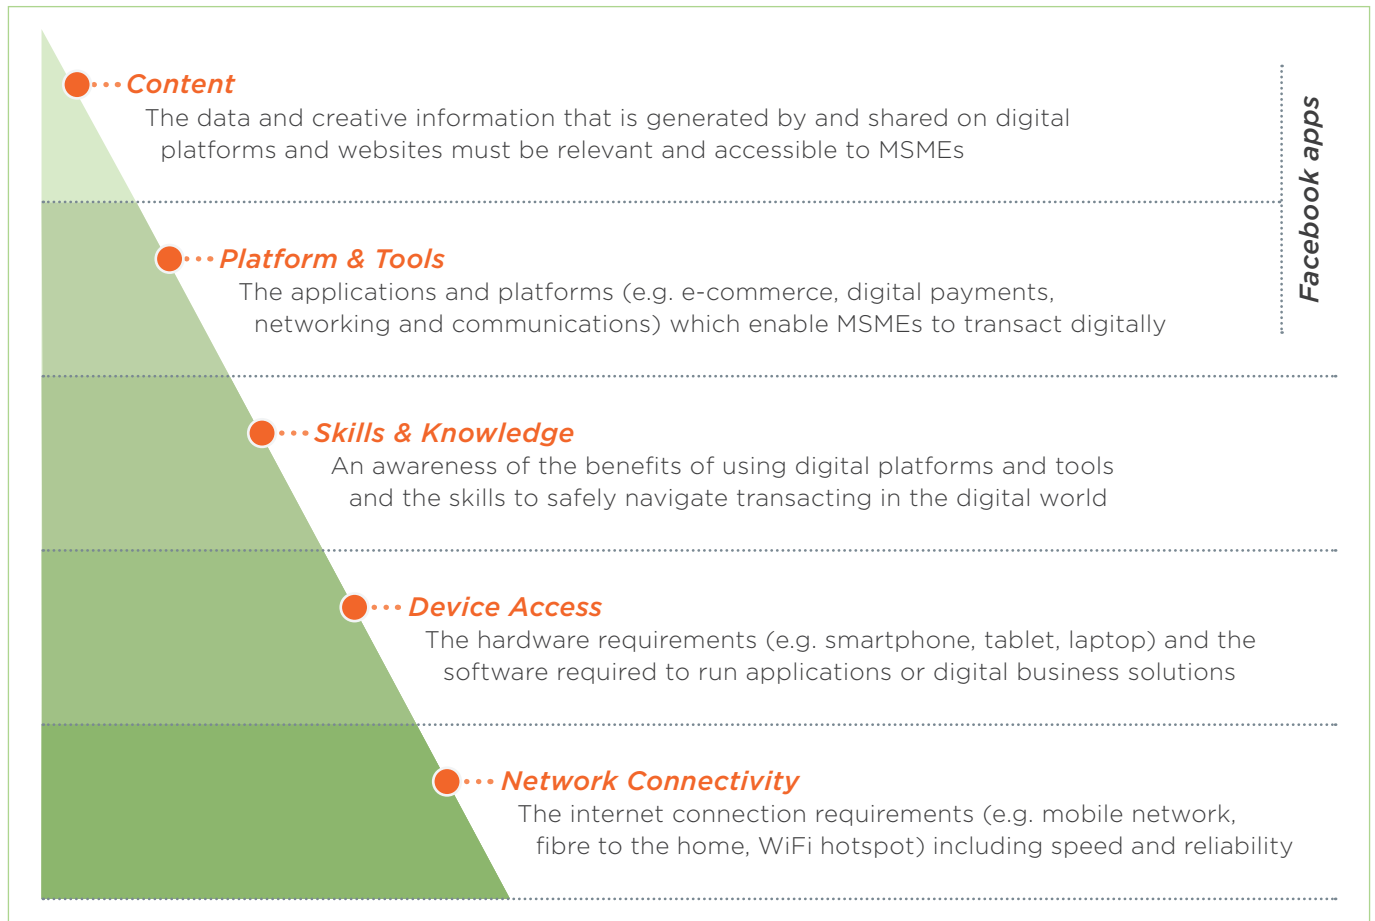 Content
The data and creative information that is generated by and shared on digital
platforms and websites must be relevant and accessible to MSMEs
Facebook apps
Platform & Tools
The applications and platforms (e.g. e-commerce, digital payments,
networking and communications) which enable MSMEs to transact digitally
Skills & Knowledge
An awareness of the benefits of using digital platforms and tools
and the skills to safely navigate transacting in the digital world
Device Access
The hardware requirements (e.g. smartphone, tablet, laptop) and the
software required to run applications or digital business solutions
Network Connectivity
The internet connection requirements (e.g. mobile network,
fibre to the home, WiFi hotspot) including speed and reliability